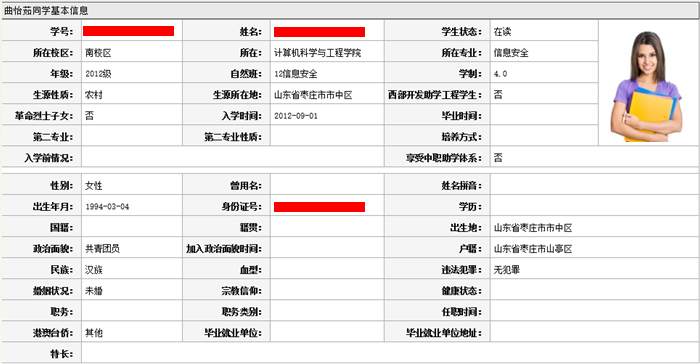 曲怡茹同学基本信息
学号： 姓名： 学生状态： 在读
所在校区： 南校区 所在： 计算机科学与工程学院 所在专业： 信息安全
年级： 2012级 自然班： 12信息安全 学制： 4.0
生源性质： 农村 生源所在地： 山东省枣庄市市中区 西部开发助学工程学生： 否
革命烈士子女： 否 入学时间： 2012-09-01 毕业时间：
第二专业： 第二专业性质： 培养方式：
入学前情况： 享受中职助学体系： 否
性别： 女性 曾用名： 姓名拼音：
出生年月： 1994-03-04 身份证号： 学历：
国籍： 籍贯： 出生地： 山东省枣庄市市中区
政治面貌： 共青团员 加入政治面貌时间： 户籍： 山东省枣庄市山亭区
民族： 汉族 血型： 违法犯罪： 无犯罪
婚姻状况： 未婚 宗教信仰： 健康状态：
职务： 职务类别： 任职时间：
港澳台侨： 其他 毕业就业单位： 毕业就业单位地址：
特长：